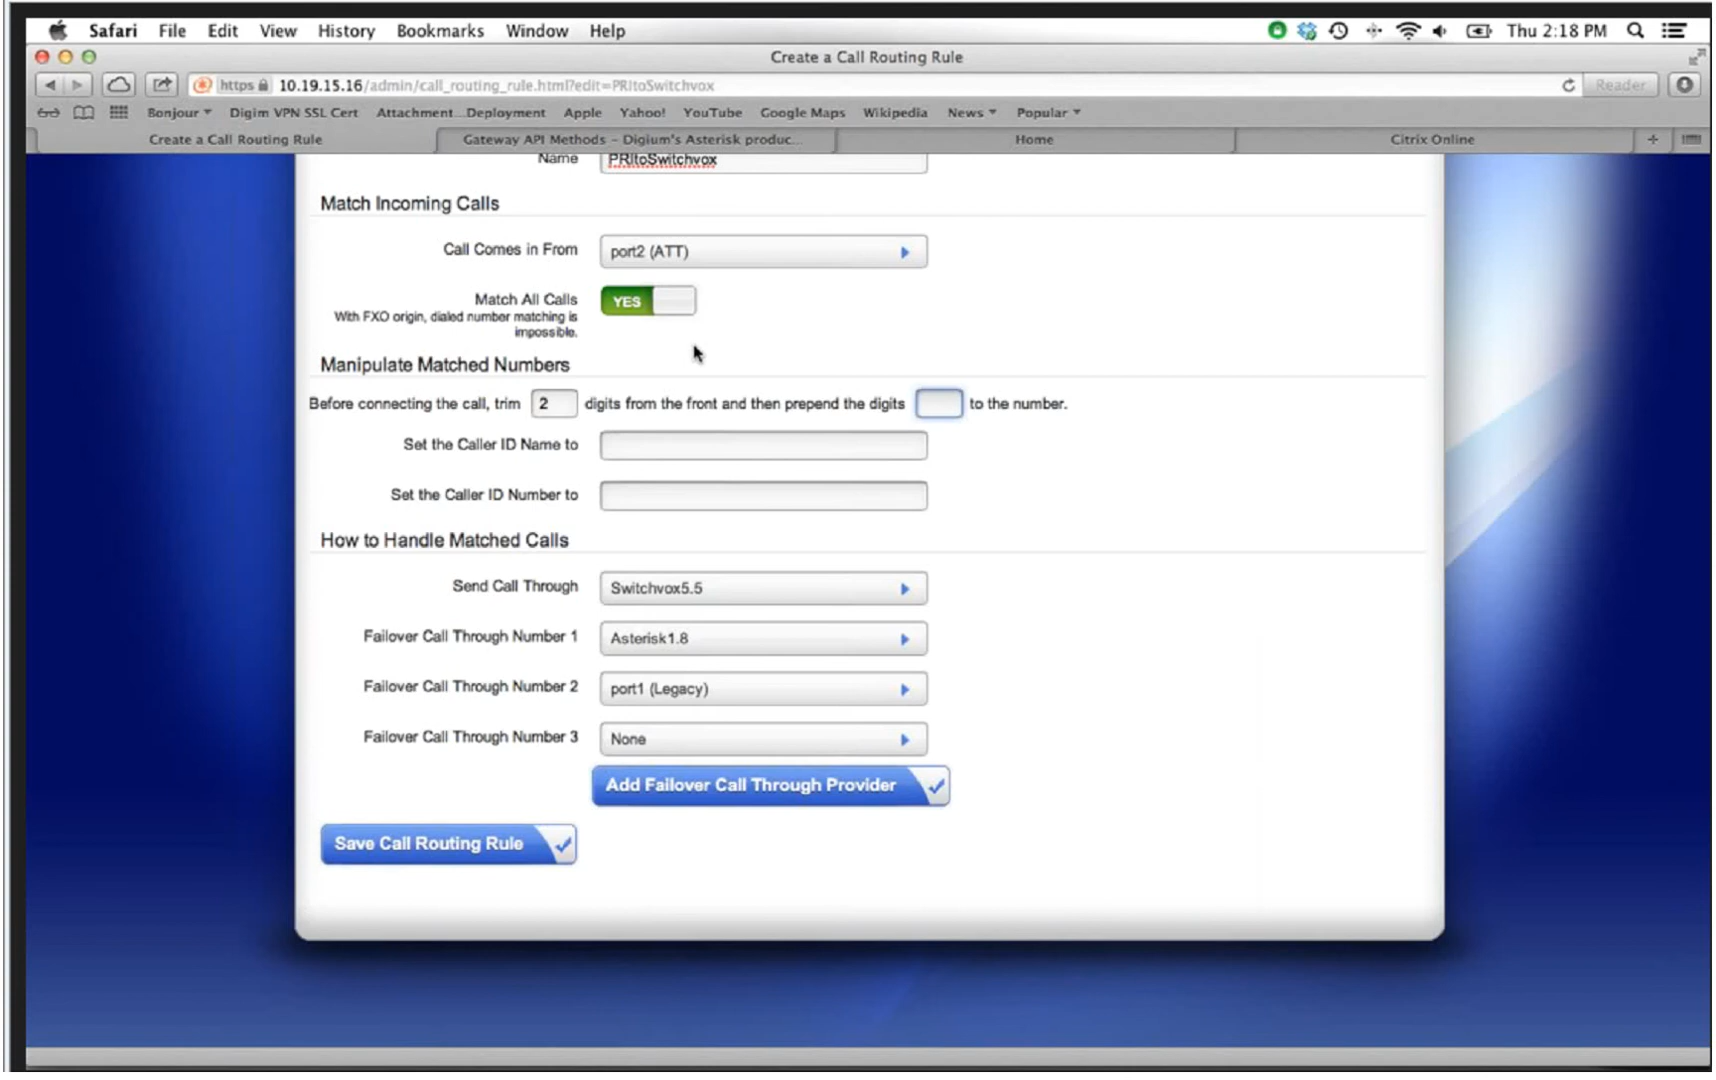 Safari File Edit View History Bookmarks Window Help Thu 2:18 PM
Create a Call Routing Rule
https 10.19.15.16/admin/call_routing_rule.html?edit=PRItoSwitchvox Reader
Bonjour Digim VPN SSL Cert Attachment...Deployment Apple Yahoo! YouTube Google Maps Wikipedia News Popular
Create a Call Routing Rule Gateway API Methods – Digium's Asterisk produc... Home Citrix Online
Name PRItoSwitchvox
Match Incoming Calls
Call Comes in From port2 (ATT)
Match All Calls YES
With FXO origin, dialed number matching is
impossible.
Manipulate Matched Numbers
Before connecting the call, trim 2 digits from the front and then prepend the digits to the number.
Set the Caller ID Name to
Set the Caller ID Number to
How to Handle Matched Calls
Send Call Through Switchvox5.5
Failover Call Through Number 1 Asterisk1.8
Failover Call Through Number 2 port1 (Legacy)
Failover Call Through Number 3 None
Add Failover Call Through Provider
Save Call Routing Rule